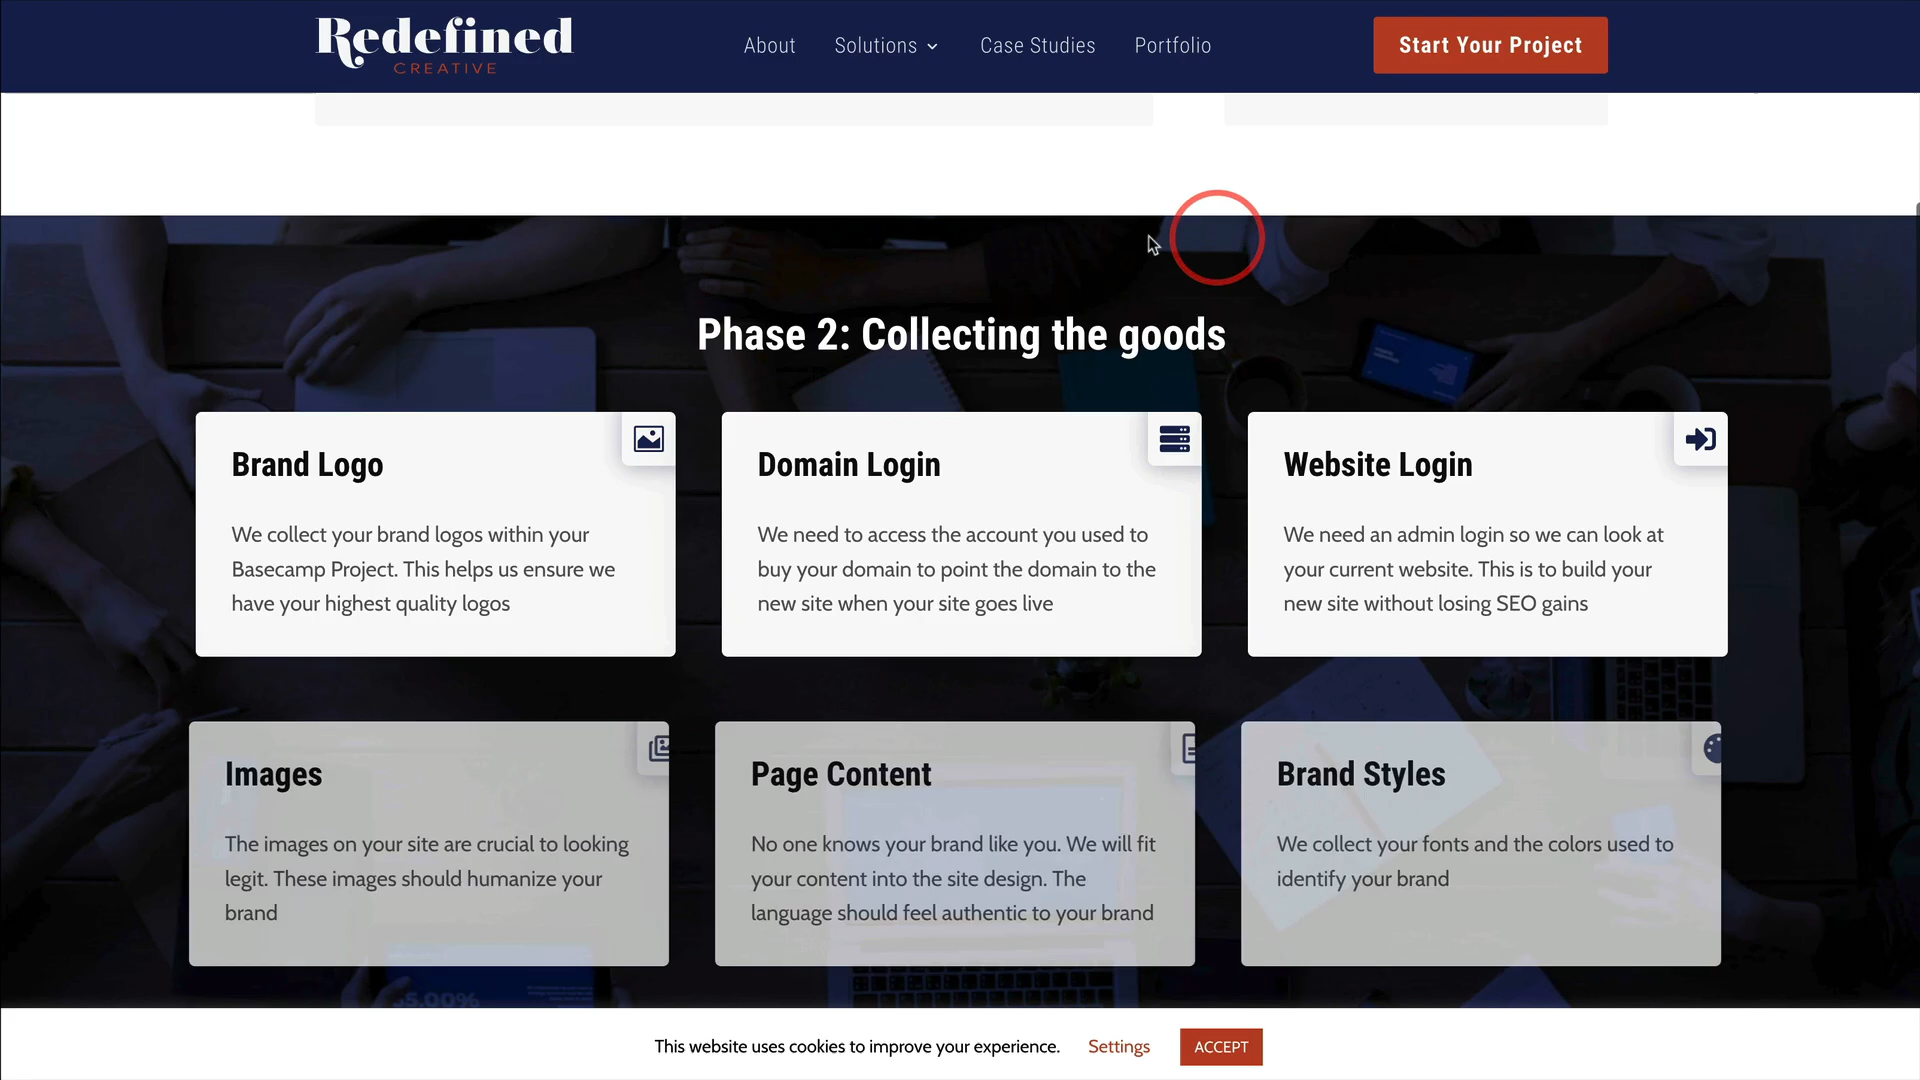 Redefined
CREATIVE
About
Solutions
Case Studies
Portfolio
Start Your Project
Phase 2: Collecting the goods
Brand Logo
We collect your brand logos within your
Basecamp Project. This helps us ensure we
have your highest quality logos
Domain Login
We need to access the account you used to
buy your domain to point the domain to the
new site when your site goes live
Website Login
We need an admin login so we can look at
your current website. This is to build your
new site without losing SEO gains
Images
The images on your site are crucial to looking
legit. These images should humanize your
brand
Page Content
No one knows your brand like you. We will fit
your content into the site design. The
language should feel authentic to your brand
Brand Styles
We collect your fonts and the colors used to
identify your brand
This website uses cookies to improve your experience.
Settings
ACCEPT